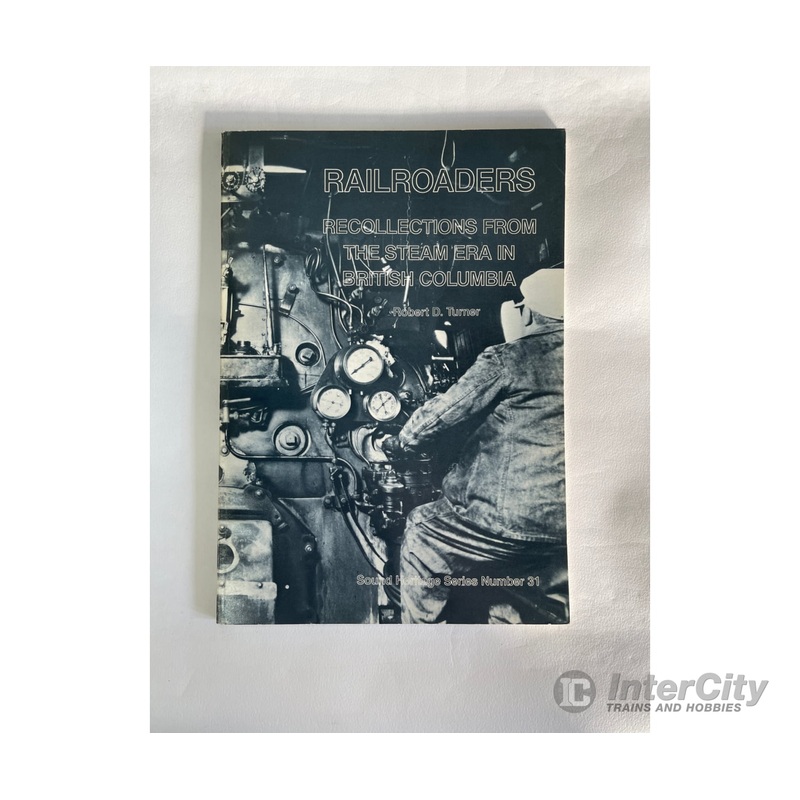 RAILROADERS
RECOLLECTIONS FROM
THE STEAM ERA IN
BRITISH COLUMBIA
Robert D. Turner
Sound Heritage Series Number 31
IC InterCity
TRAINS AND HOBBIES